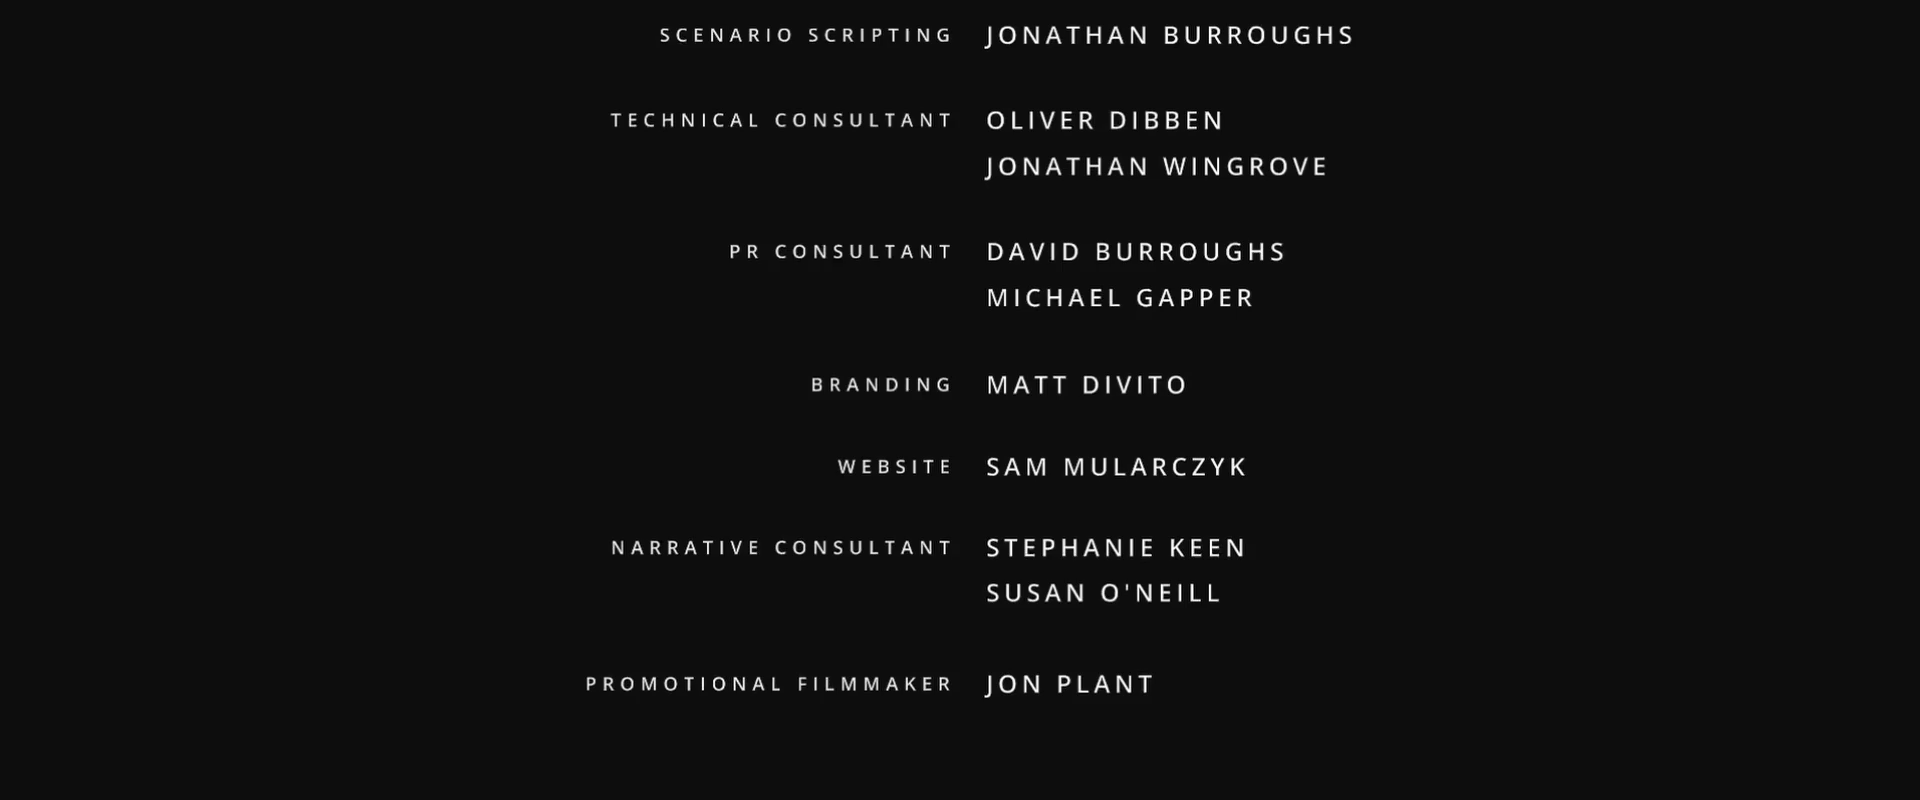 SCENARIO SCRIPTING JONATHAN BURROUGHS
TECHNICAL CONSULTANT OLIVER DIBBEN
JONATHAN WINGROVE
PR CONSULTANT DAVID BURROUGHS
MICHAEL GAPPER
BRANDING MATT DIVITO
WEBSITE SAM MULARCZYK
NARRATIVE CONSULTANT STEPHANIE KEEN
SUSAN O'NEILL
PROMOTIONAL FILMMAKER JON PLANT